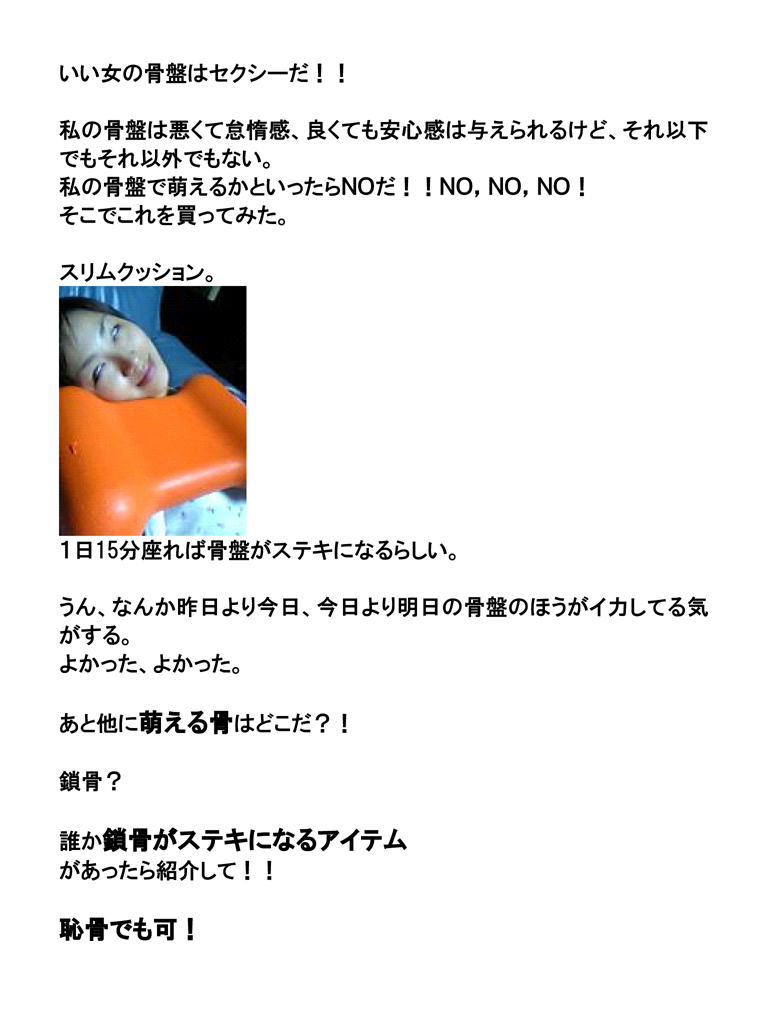 いい女の骨盤はセクシーだ！！
私の骨盤は悪くて怠惰感、良くても安心感は与えられるけど、それ以下
でもそれ以外でもない。
私の骨盤で萌えるかといったらNOだ！！NO，NO，NO！
そこでこれを買ってみた。
スリムクッション。
1日15分座れば骨盤がステキになるらしい。
うん、なんか昨日より今日、今日より明日の骨盤のほうがイカしてる気
がする。
よかった、よかった。
あと他に萌える骨はどこだ？！
鎖骨？
誰か鎖骨がステキになるアイテム
があったら紹介して！！
恥骨でも可！